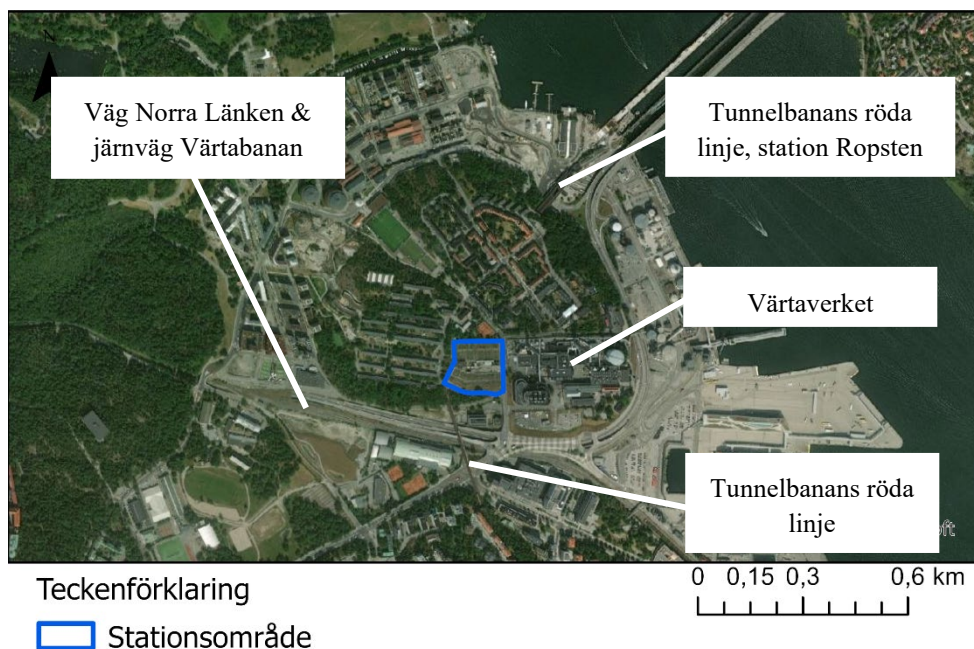 N
Väg Norra Länken &
järnväg Värtabanan
Tunnelbanans röda
linje, station Ropsten
Värtaverket
Tunnelbanans röda
linje
Teckenförklaring
Stationsområde
0 0,15 0,3 0,6 km